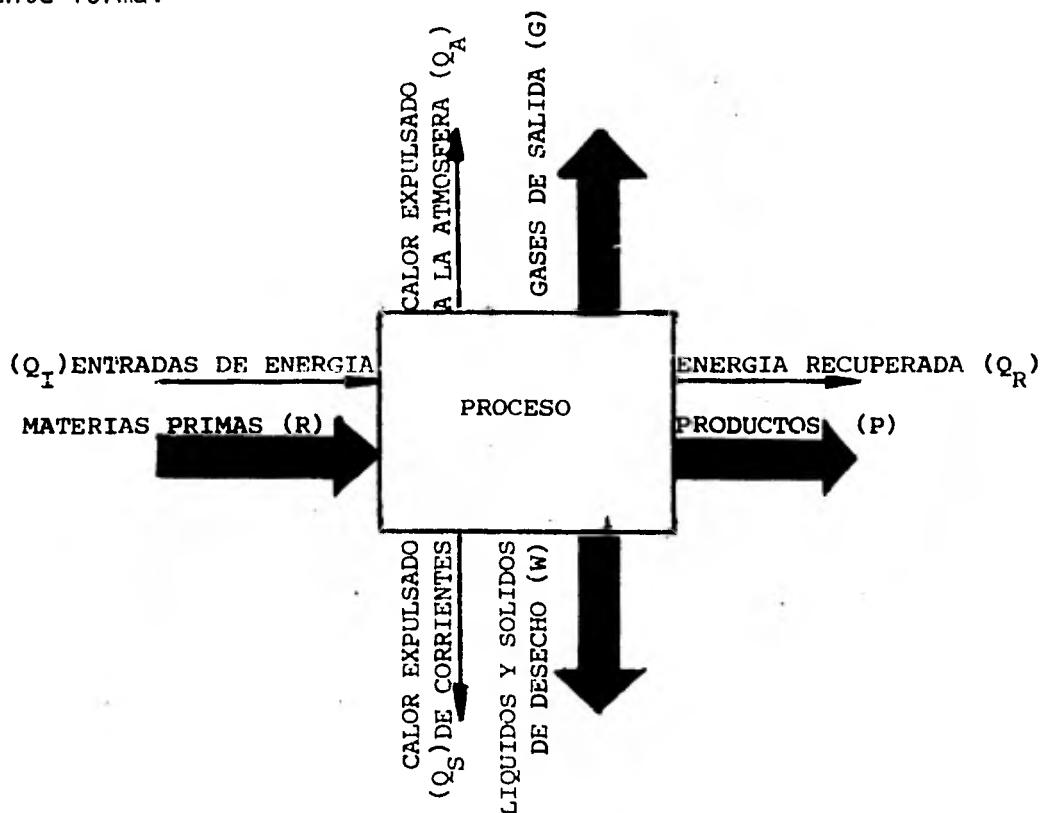 forma.
CALOR EXPULSADO
A LA ATMOSFERA (Q_A)
GASES DE SALIDA (G)
(Q_I) ENTRADAS DE ENERGIA
MATERIAS PRIMAS (R)
PROCESO
ENERGIA RECUPERADA (Q_R)
PRODUCTOS (P)
CALOR EXPULSADO
(Q_S) DE CORRIENTES
LIQUIDOS Y SOLIDOS
DE DESECHO (W)